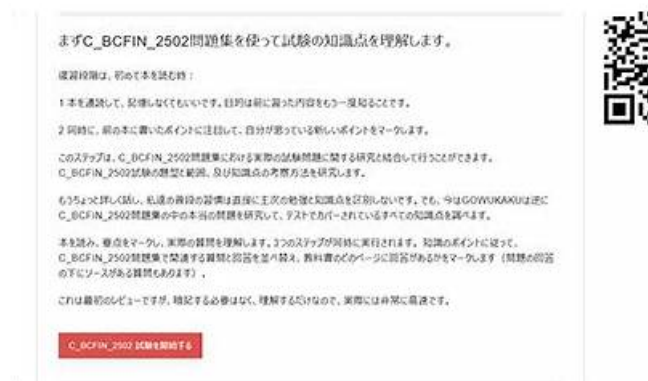 まずC_BCFIN_2502問題集を使って試験の知識点を理解します。
復習段階は、初めて本を読む時：
1 本を通読して、記憶しなくてもいいです。目的は前に習った内容をもう一度知ることです。
2 同時に、前の本に書いたポイントに注目して、自分が思っている新しいポイントをマークします。
このステップは、C_BCFIN_2502問題集における実際の試験問題に関する研究と結合して行うことができます。
C_BCFIN_2502試験の題型と範囲、及び知識点の考察方法を研究します。
もうちょっと詳しく話し、私達の普段の習慣は直接に主次の勉強と知識点を区別しないです。でも、今はGOWUKAKUは逆に
C_BCFIN_2502問題集の中の本当の問題を研究して、テストでカバーされているすべての知識点を調べます。
本を読み、要点をマークし、実際の質問を理解します。3つのステップが同時に実行されます。知識のポイントに従って、
C_BCFIN_2502問題集で関連する質問と回答を並べ替え、教科書のどのページに回答があるかをマークします（問題の回答
の下にソースがある質問もあります）。
これは最初のレビューですが、暗記する必要はなく、理解するだけなので、実際には非常に高速です。
C_BCFIN_2502 試験を開始する